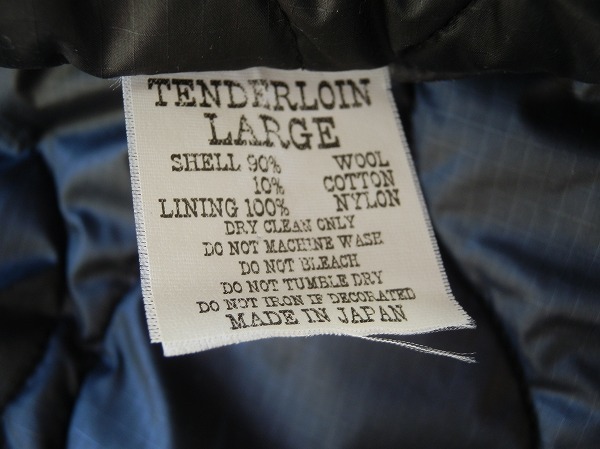 TENDERLOIN
LARGE
SHELL 90% WOOL
10% COTTON
LINING 100% NYLON
DRY CLEAN ONLY
DO NOT MACHINE WASH
DO NOT BLEACH
DO NOT TUMBLE DRY
DO NOT IRON IF DECORATED
MADE IN JAPAN